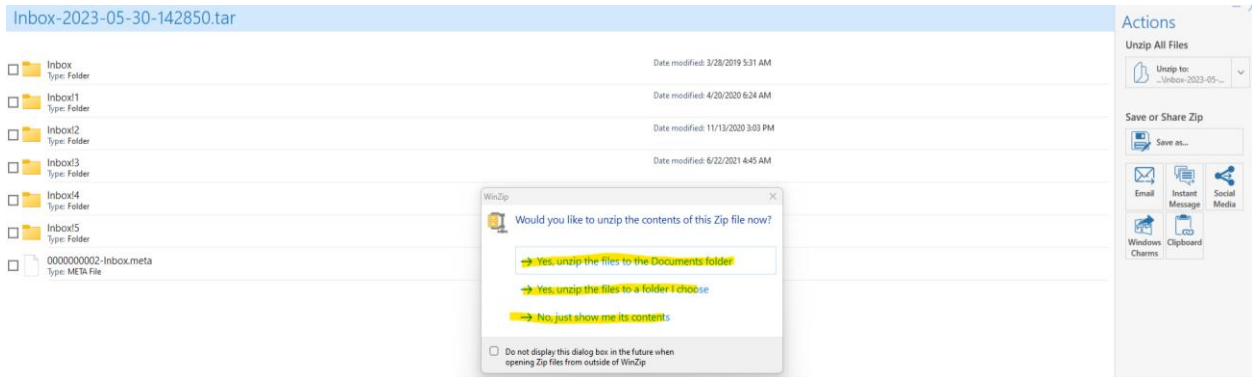 Inbox-2023-05-30-142850.tar
Actions
Unzip All Files
Unzip to:
...\Inbox-2023-05-...
Save or Share Zip
Save as...
Email
Instant Message
Social Media
Windows Charms
Clipboard
Inbox
Type: Folder
Date modified: 3/28/2019 5:31 AM
Inbox!1
Type: Folder
Date modified: 4/20/2020 6:24 AM
Inbox!2
Type: Folder
Date modified: 11/13/2020 3:03 PM
Inbox!3
Type: Folder
Date modified: 6/22/2021 4:45 AM
Inbox!4
Type: Folder
Inbox!5
Type: Folder
0000000002-Inbox.meta
Type: META File
WinZip
Would you like to unzip the contents of this Zip file now?
Yes, unzip the files to the Documents folder
Yes, unzip the files to a folder I choose
No, just show me its contents
Do not display this dialog box in the future when
opening Zip files from outside of WinZip